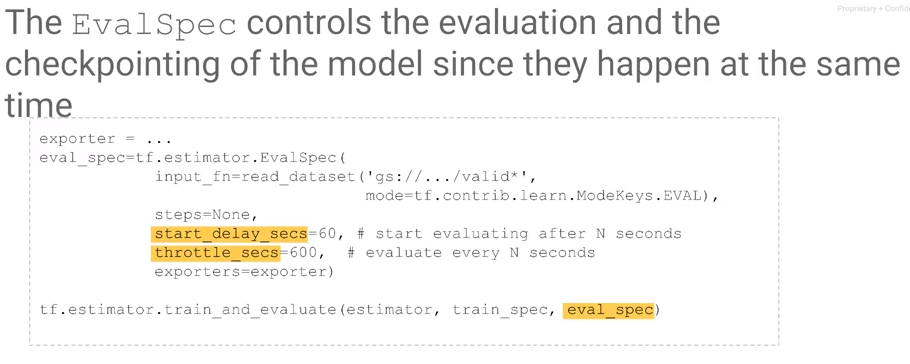 Proprietary + Confidi
The EvalSpec controls the evaluation and the
checkpointing of the model since they happen at the same
time
exporter = ...
eval_spec=tf.estimator.EvalSpec(
input_fn=read_dataset('gs://.../valid*',
mode=tf.contrib.learn.ModeKeys.EVAL),
steps=None,
start_delay_secs=60, # start evaluating after N seconds
throttle_secs=600, # evaluate every N seconds
exporters=exporter)
tf.estimator.train_and_evaluate(estimator, train_spec, eval_spec)